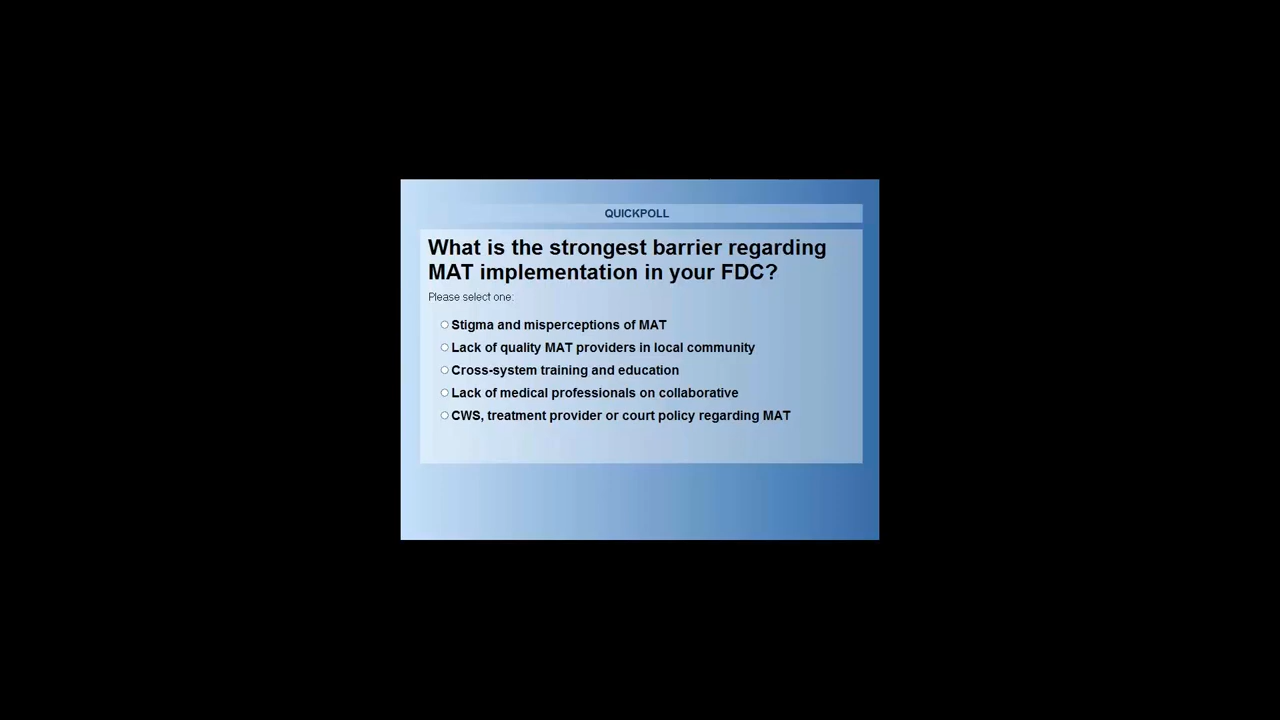 QUICKPOLL
What is the strongest barrier regarding
MAT implementation in your FDC?
Please select one:
Stigma and misperceptions of MAT
Lack of quality MAT providers in local community
Cross-system training and education
Lack of medical professionals on collaborative
CWS, treatment provider or court policy regarding MAT